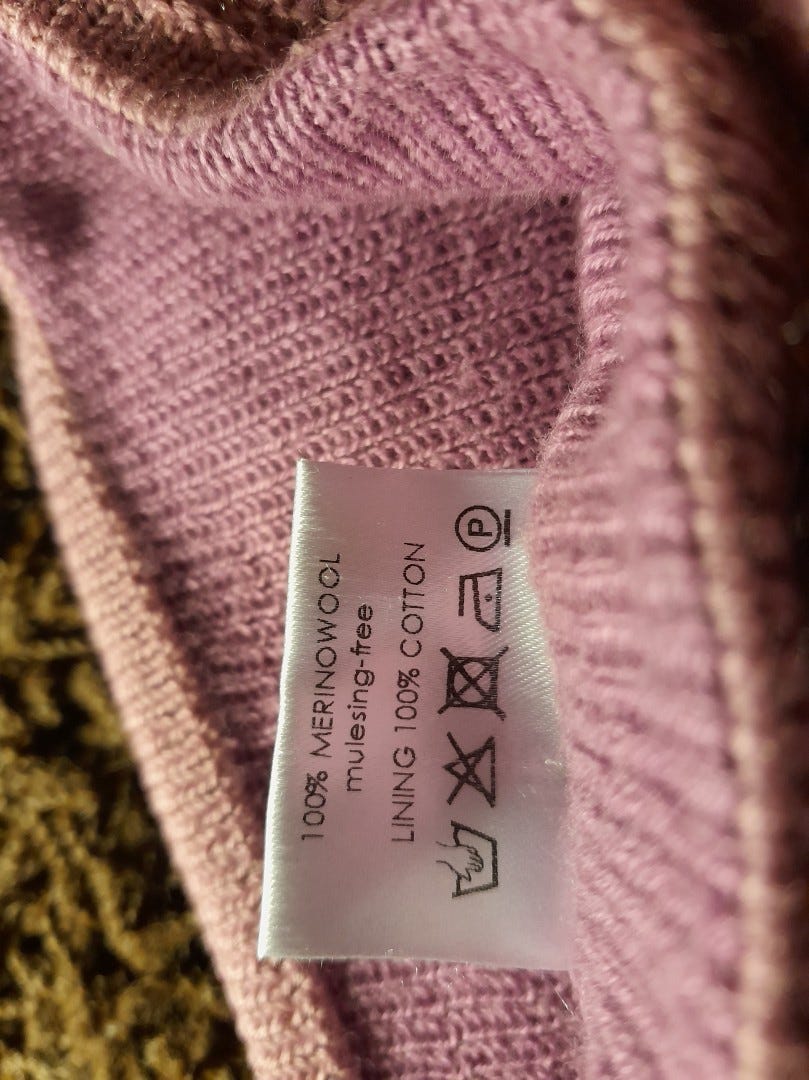 100% MERINOWOOL
mulesing-free
LINING 100% COTTON
P